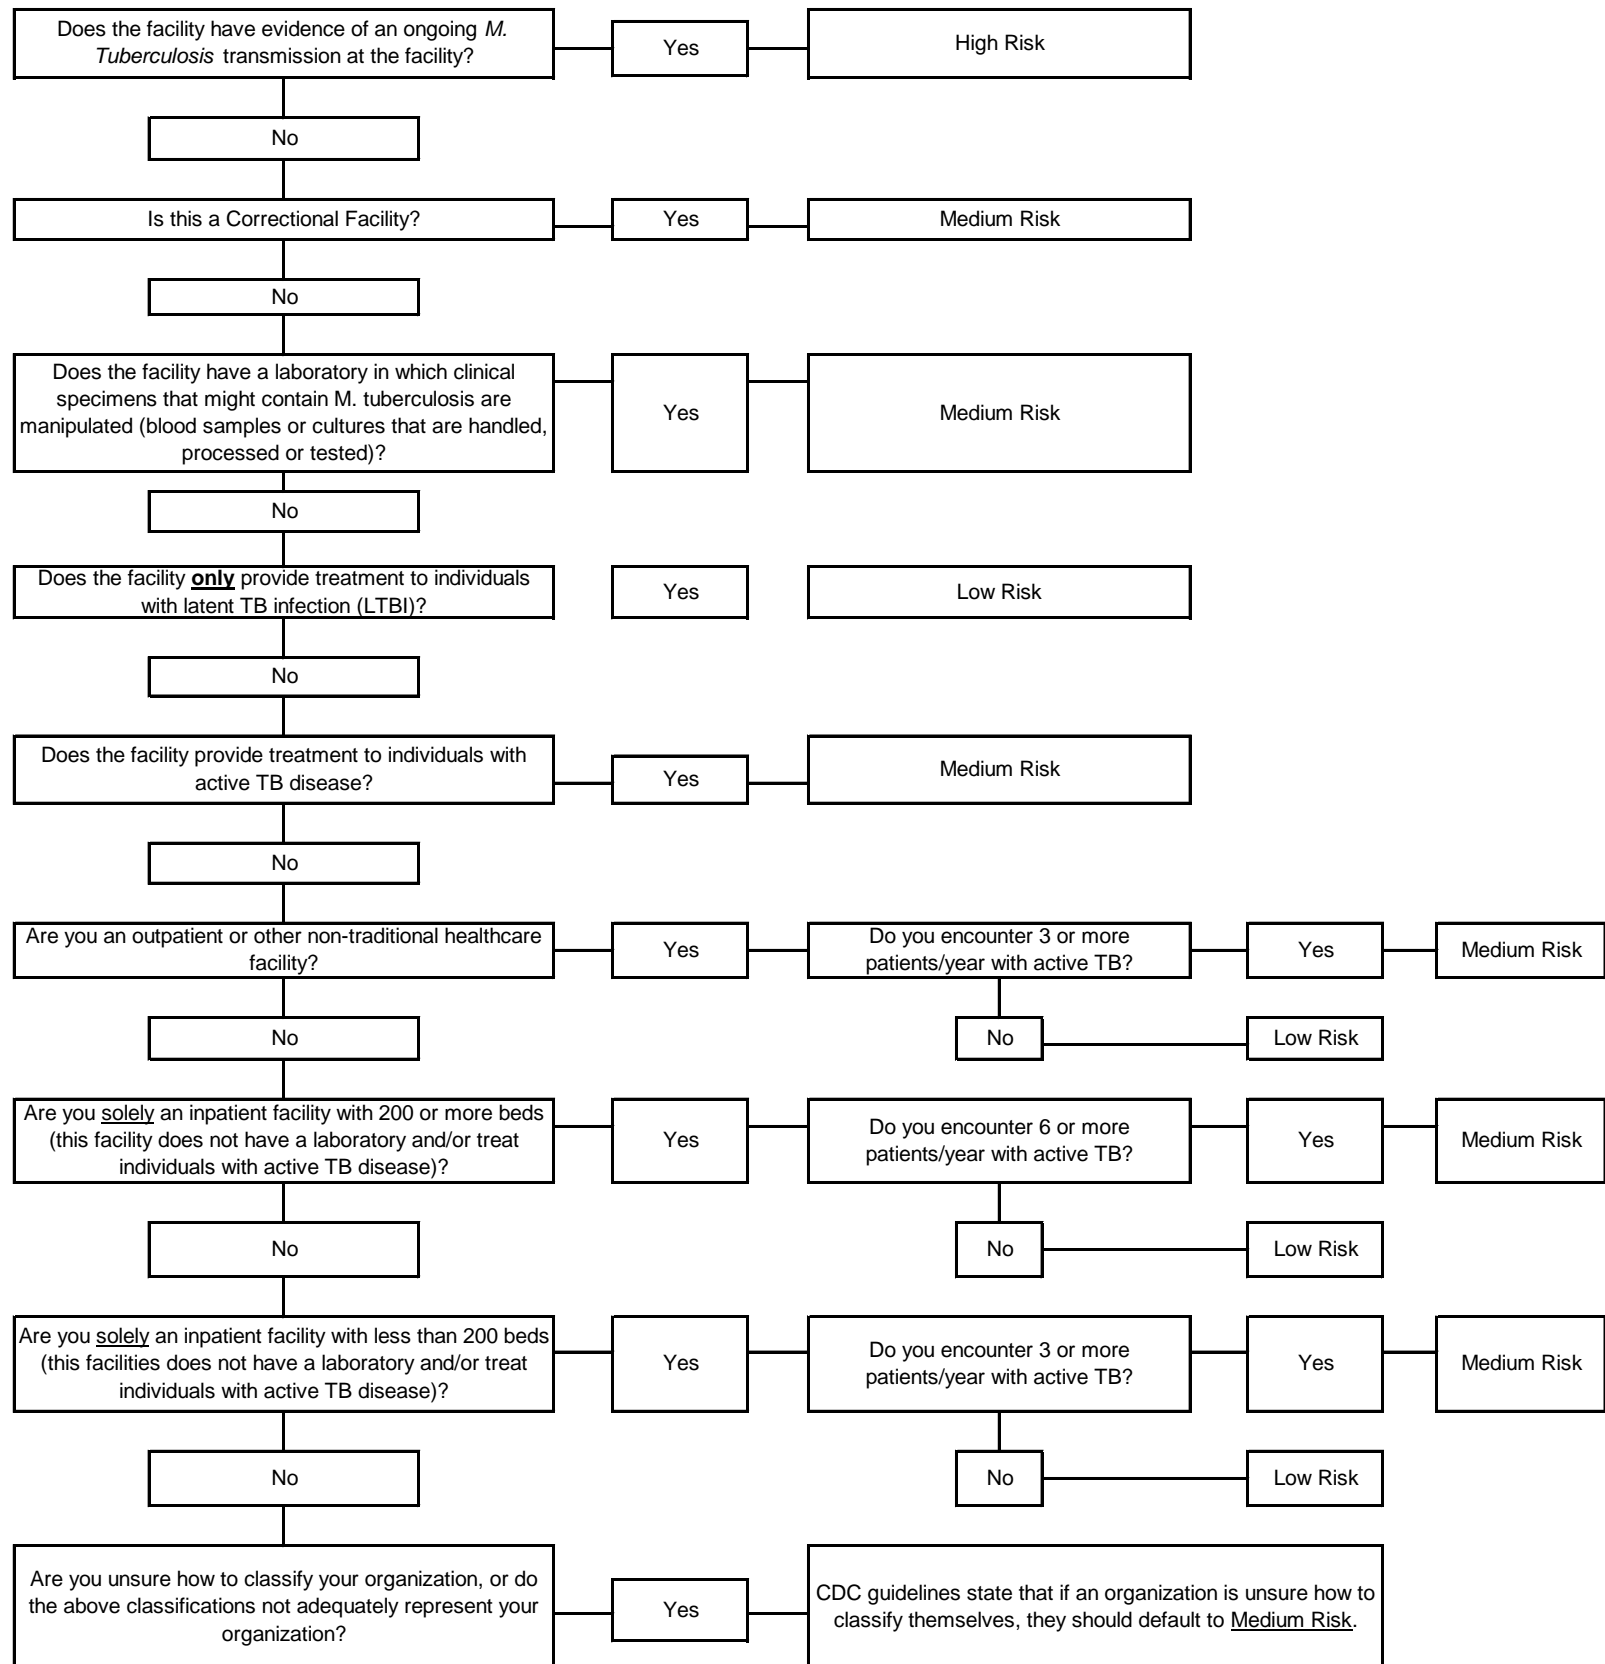 Does the facility have evidence of an ongoing M.
Tuberculosis transmission at the facility?
Yes
High Risk
No
Is this a Correctional Facility?
Yes
Medium Risk
No
Does the facility have a laboratory in which clinical
specimens that might contain M. tuberculosis are
manipulated (blood samples or cultures that are handled,
processed or tested)?
Yes
Medium Risk
No
Does the facility only provide treatment to individuals
with latent TB infection (LTBI)?
Yes
Low Risk
No
Does the facility provide treatment to individuals with
active TB disease?
Yes
Medium Risk
No
Are you an outpatient or other non-traditional healthcare
facility?
Yes
Do you encounter 3 or more
patients/year with active TB?
Yes
Medium Risk
No
No
Low Risk
Are you solely an inpatient facility with 200 or more beds
(this facility does not have a laboratory and/or treat
individuals with active TB disease)?
Yes
Do you encounter 6 or more
patients/year with active TB?
Yes
Medium Risk
No
No
Low Risk
Are you solely an inpatient facility with less than 200 beds
(this facilities does not have a laboratory and/or treat
individuals with active TB disease)?
Yes
Do you encounter 3 or more
patients/year with active TB?
Yes
Medium Risk
No
No
Low Risk
Are you unsure how to classify your organization, or do
the above classifications not adequately represent your
organization?
Yes
CDC guidelines state that if an organization is unsure how to
classify themselves, they should default to Medium Risk.